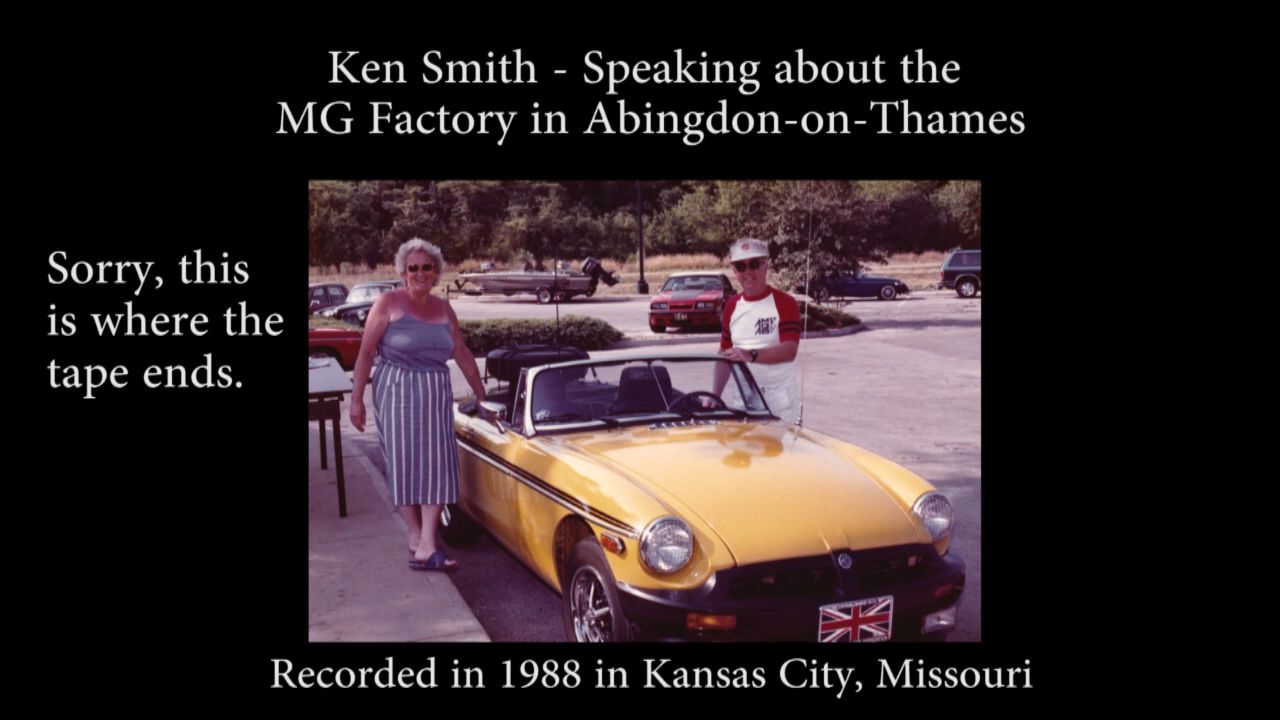 Ken Smith - Speaking about the
MG Factory in Abingdon-on-Thames
Sorry, this
is where the
tape ends.
Recorded in 1988 in Kansas City, Missouri